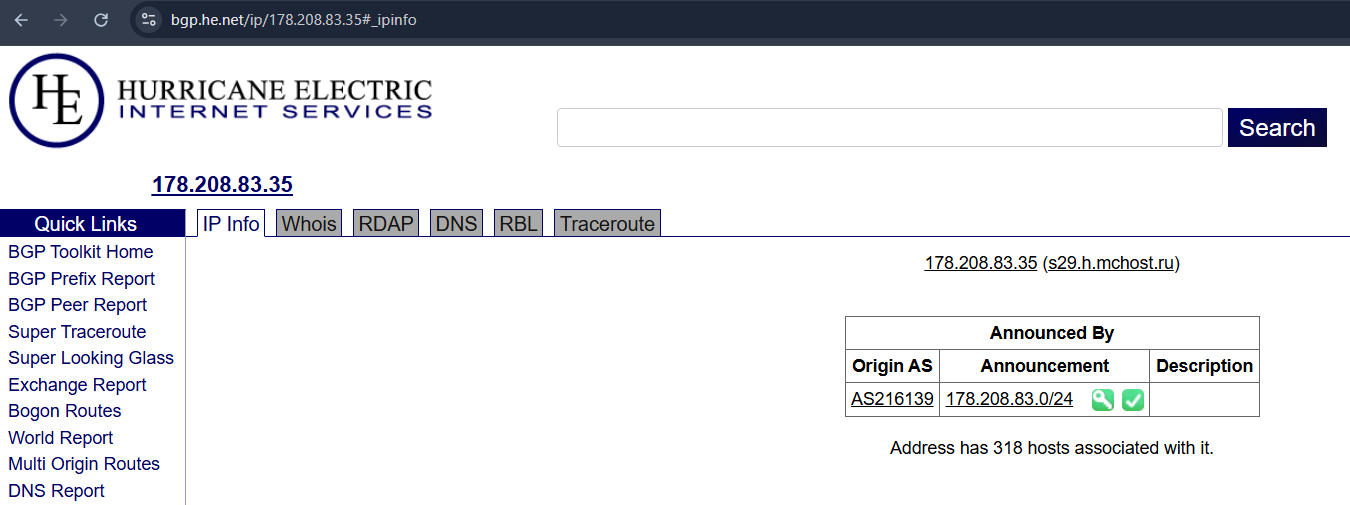 bgp.he.net/ip/178.208.83.35#_ipinfo
HE
HURRICANE ELECTRIC
INTERNET SERVICES
Search
178.208.83.35
Quick Links
IP Info Whois RDAP DNS RBL Traceroute
BGP Toolkit Home
BGP Prefix Report
BGP Peer Report
Super Traceroute
Super Looking Glass
Exchange Report
Bogon Routes
World Report
Multi Origin Routes
DNS Report
178.208.83.35 (s29.h.mchost.ru)
Announced By
Origin AS Announcement Description
AS216139 178.208.83.0/24
Address has 318 hosts associated with it.